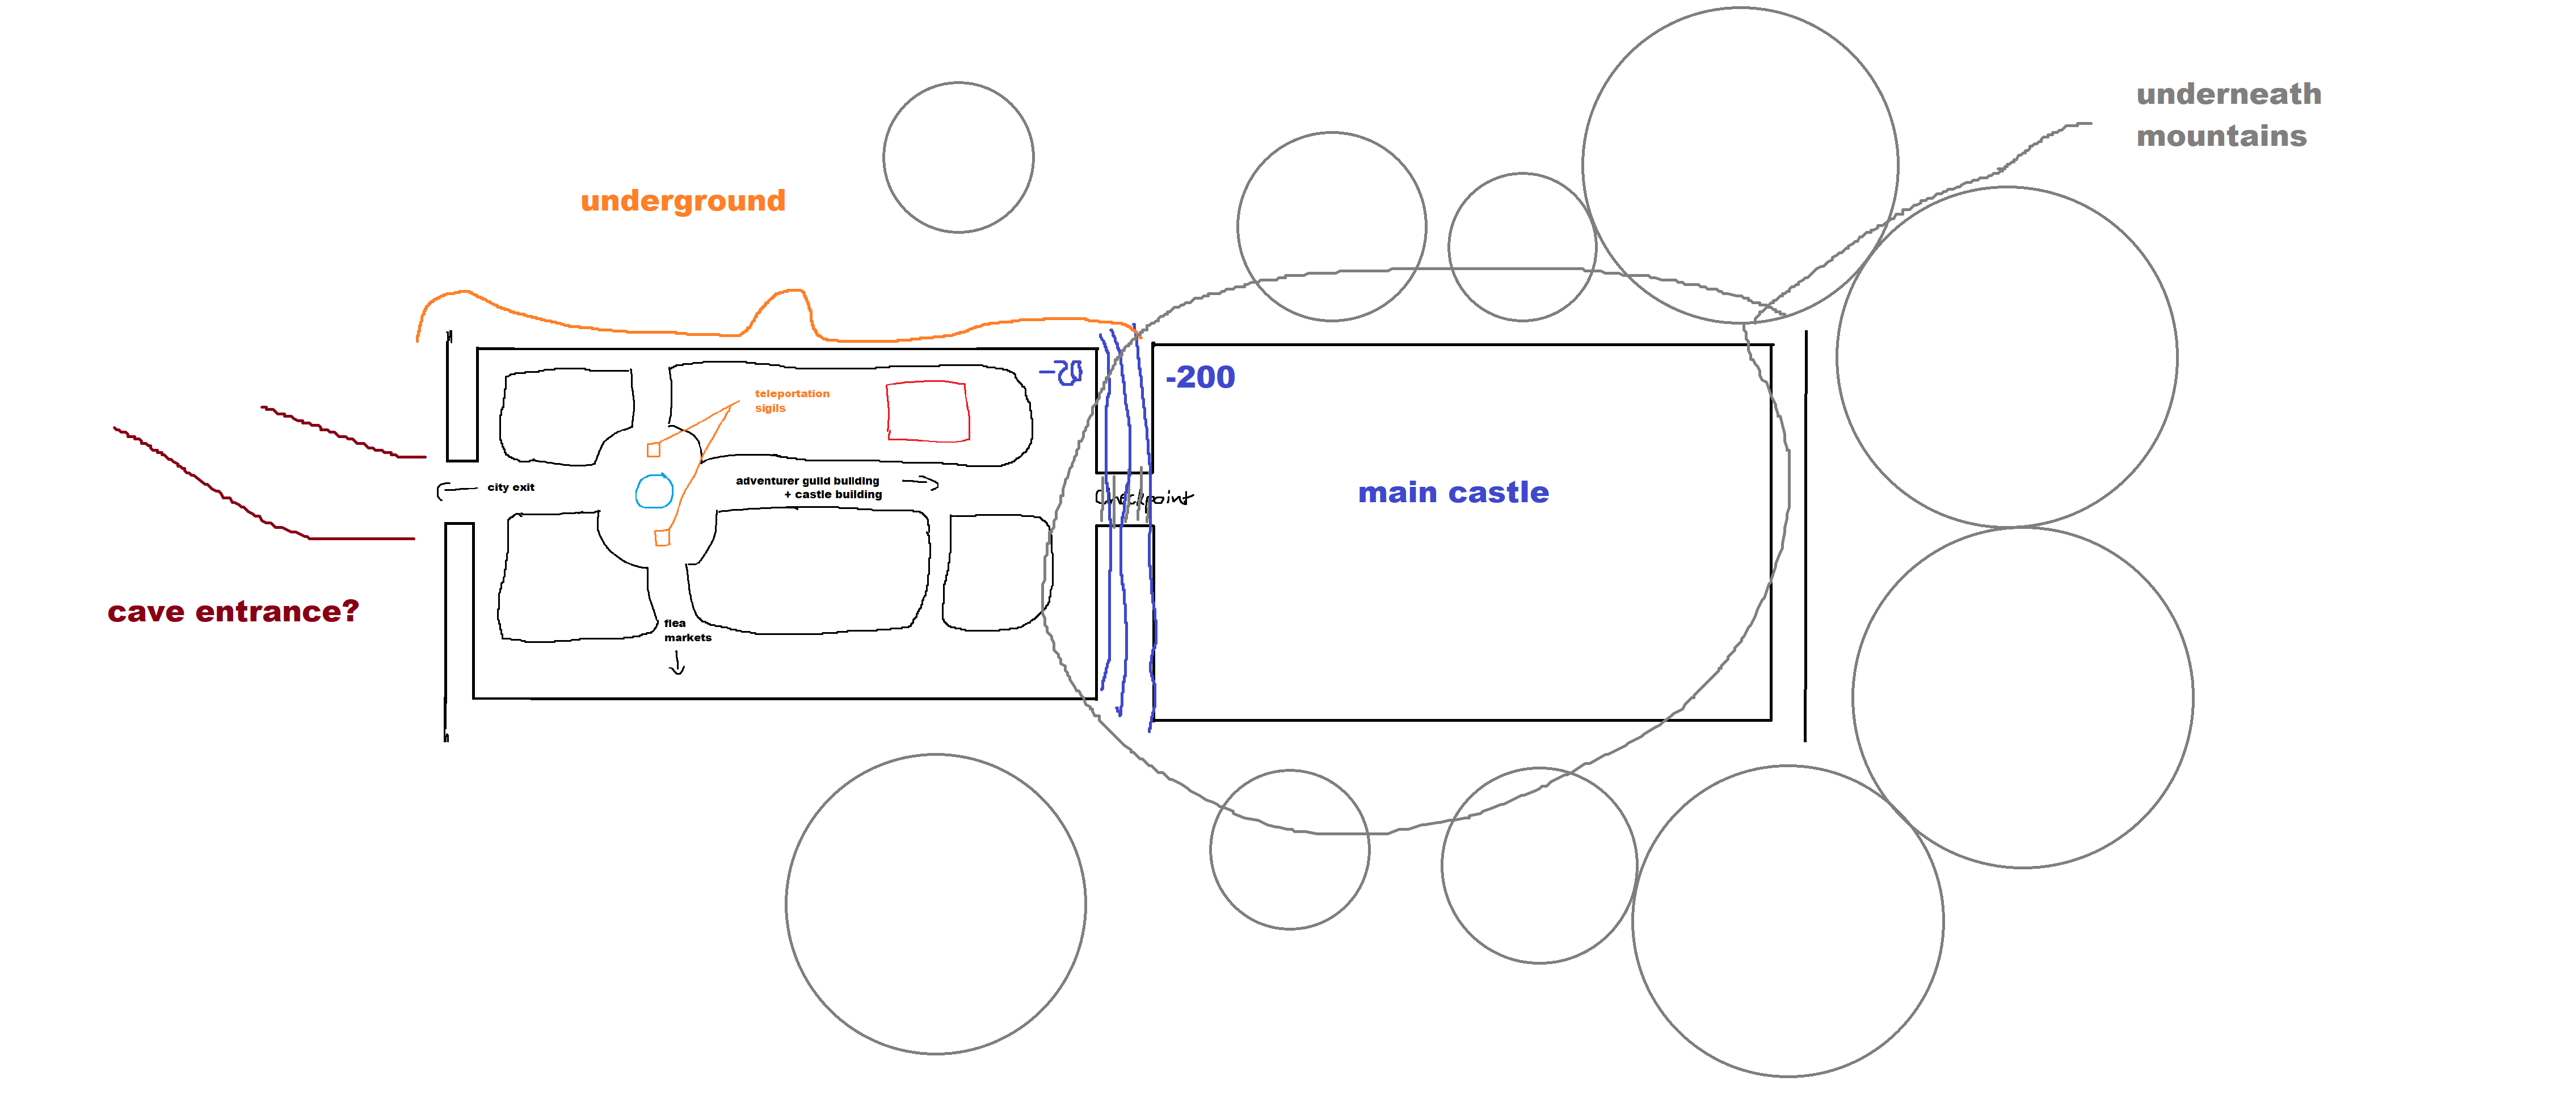 underneath
mountains
underground
-20
-200
teleportation
sigils
city exit
adventurer guild building
+ castle building
Checkpoint
main castle
cave entrance?
flea
markets